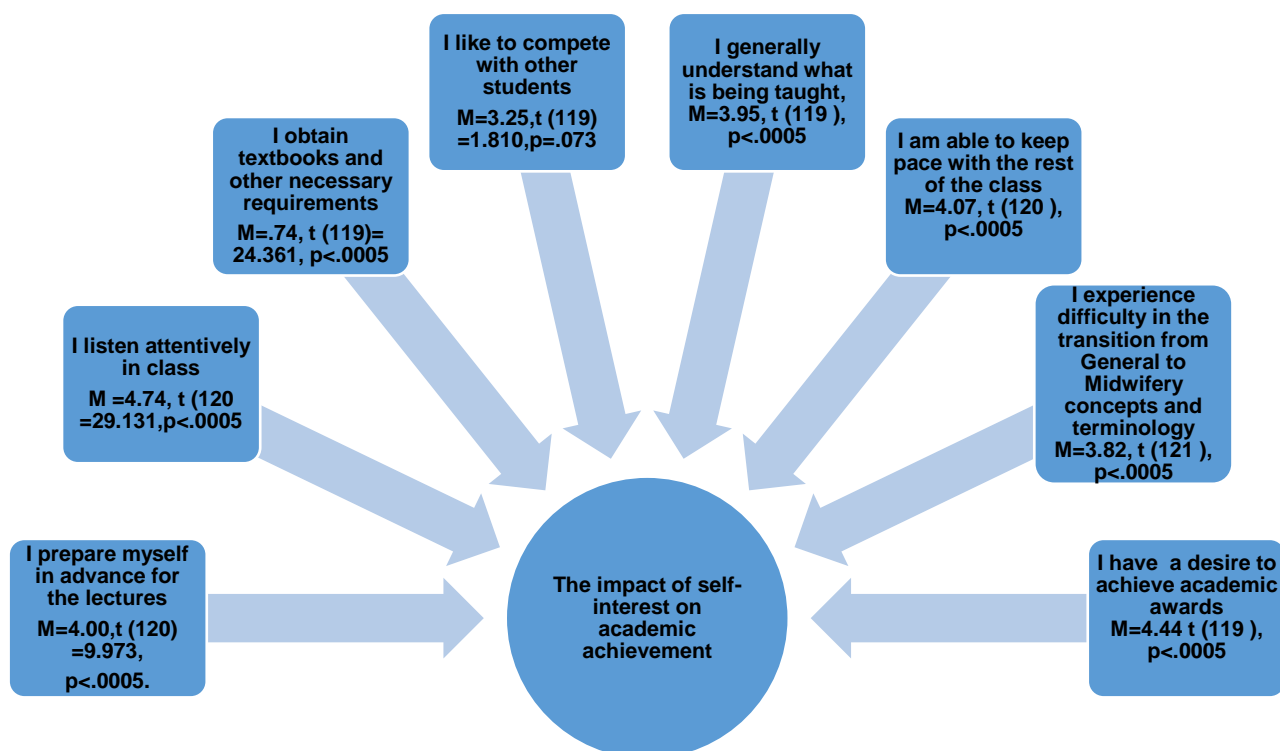 I like to compete
with other
students
M=3.25,t (119)
=1.810,p=.073
I generally
understand what
is being taught,
M=3.95, t (119 ),
p<.0005
I obtain
textbooks and
other necessary
requirements
M=.74, t (119)=
24.361, p<.0005
I am able to keep
pace with the rest
of the class
M=4.07, t (120 ),
p<.0005
I listen attentively
in class
M =4.74, t (120
=29.131,p<.0005
I experience
difficulty in the
transition from
General to
Midwifery
concepts and
terminology
M=3.82, t (121 ),
p<.0005
I prepare myself
in advance for
the lectures
M=4.00,t (120)
=9.973,
p<.0005.
The impact of self-
interest on
academic
achievement
I have  a desire to
achieve academic
awards
M=4.44 t (119 ),
p<.0005